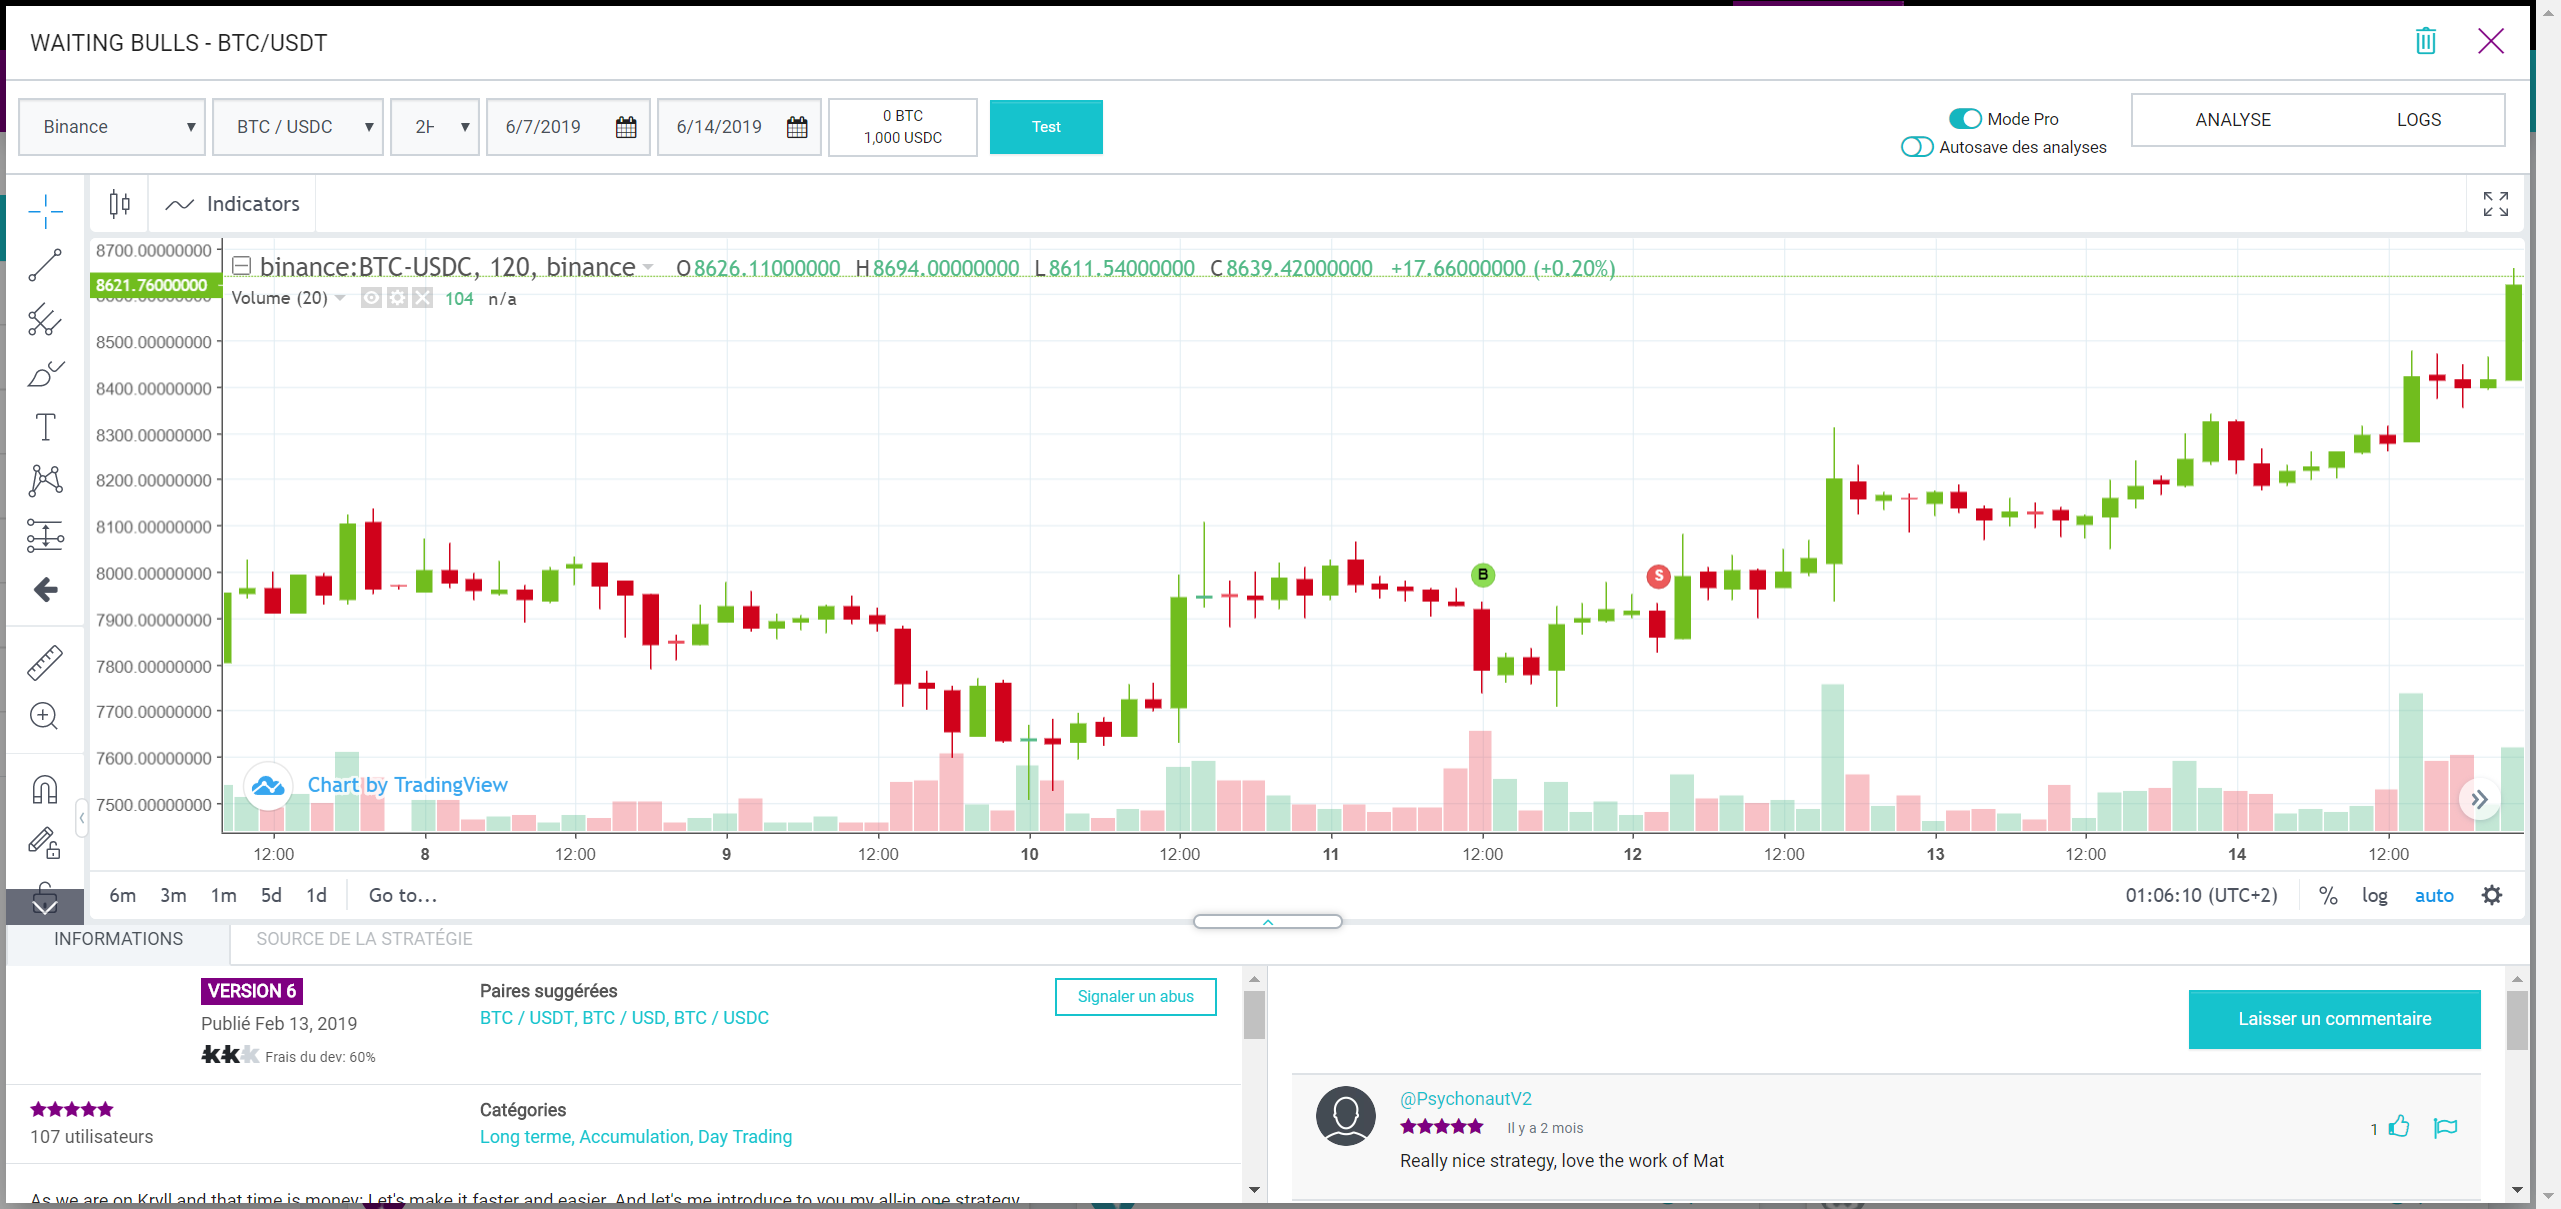 WAITING BULLS - BTC/USDT
Binance
BTC / USDC
2H
6/7/2019
6/14/2019
0 BTC
1,000 USDC
Test
Mode Pro
Autosave des analyses
ANALYSE
LOGS
Indicators
binance:BTC-USDC, 120, binance O8626.11000000 H8694.00000000 L8611.54000000 C8639.42000000 +17.66000000 (+0.20%)
Volume (20) 104 n/a
8700.00000000
8621.76000000
8500.00000000
8400.00000000
8300.00000000
8200.00000000
8100.00000000
8000.00000000
7900.00000000
7800.00000000
7700.00000000
7600.00000000
7500.00000000
B
S
Chart by TradingView
12:00 8 12:00 9 12:00 10 12:00 11 12:00 12 12:00 13 12:00 14 12:00
6m 3m 1m 5d 1d Go to...
01:06:10 (UTC+2) % log auto
INFORMATIONS
SOURCE DE LA STRATÉGIE
VERSION 6
Publié Feb 13, 2019
Frais du dev: 60%
Paires suggérées
BTC / USDT, BTC / USD, BTC / USDC
Signaler un abus
107 utilisateurs
Catégories
Long terme, Accumulation, Day Trading
As we are on Kryll and that time is money: Let's make it faster and easier. And let's me introduce to you my all-in one strategy
Laisser un commentaire
@PsychonautV2
Il y a 2 mois
1
Really nice strategy, love the work of Mat